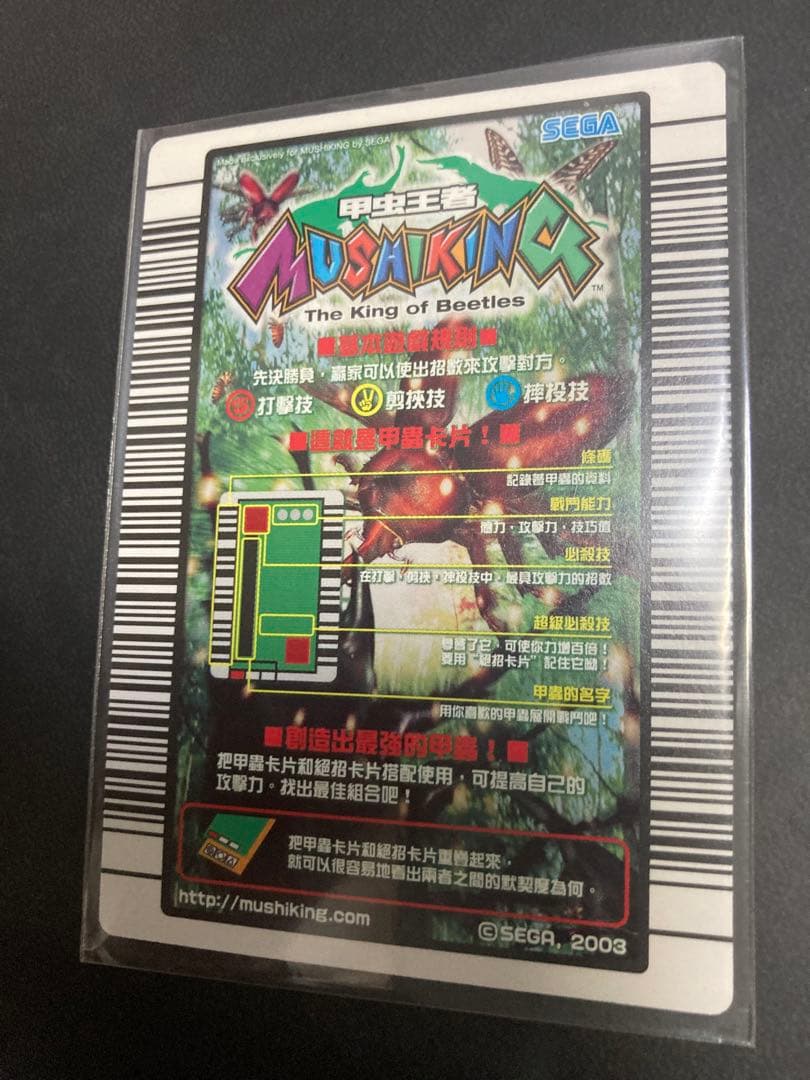 Made exclusively for MUSHIKING by SEGA
SEGA
甲虫王者
MUSHIKING
TM
The King of Beetles
■基本遊戲規則■
先決勝負，贏家可以使出招數來攻擊對方。
打擊技
剪挾技
摔投技
■這就是甲蟲卡片！■
條碼
記錄著甲蟲的資料
戰鬥能力
體力，攻擊力，技巧值
必殺技
在打擊，剪挾，摔投技中，最具攻擊力的招數
超級必殺技
學會了它，可使你力增百倍！
要用“絕招卡片”記住它呦！
甲蟲的名字
用你喜歡的甲蟲展開戰鬥吧！
■創造出最強的甲蟲！■
把甲蟲卡片和絕招卡片搭配使用，可提高自己的
攻擊力。找出最佳組合吧！
把甲蟲卡片和絕招卡片重疊起來，
就可以很容易地看出兩者之間的默契度為何。
http://mushiking.com
©SEGA, 2003